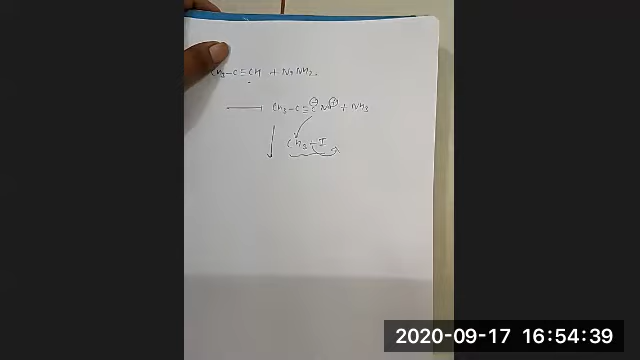 CH3-C≡CH + NaNH2.
⟶ CH3-C≡C⊖ Na⊕ + NH3
CH3-I
2020-09-17 16:54:39